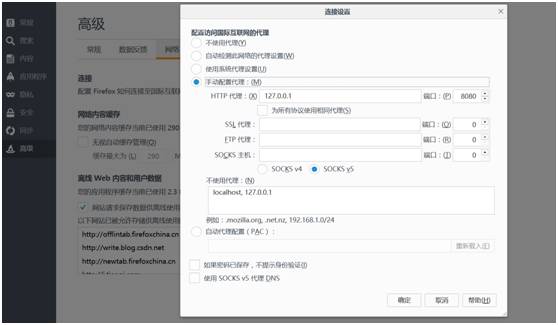 常规
搜索
内容
应用程序
隐私
安全
同步
高级
高级
常规
数据反馈
网络
连接
配置 Firefox 如何连接至国际互联
网络内容缓存
您的网络内容缓存当前已使用 290
无视自动缓存管理(O)
缓存最大为 (L) 290 M
离线 Web 内容和用户数据
您的应用程序缓存当前已使用 2.3
网站请求保存数据供离线使用
以下网站已被允许存储供离线使用
http://offlintab.firefoxchina.cn
http://write.blog.csdn.net
http://newtab.firefoxchina.cn
连接设置
配置访问国际互联网的代理
不使用代理(Y)
自动检测此网络的代理设置(W)
使用系统代理设置(U)
手动配置代理：(M)
HTTP 代理：(X) 127.0.0.1 端口：(P) 8080
为所有协议使用相同代理(S)
SSL 代理： 端口：(O) 0
FTP 代理： 端口：(R) 0
SOCKS 主机： 端口：(T) 0
SOCKS v4 SOCKS v5
不使用代理：(N)
localhost, 127.0.0.1
例如：.mozilla.org, .net.nz, 192.168.1.0/24
自动代理配置（PAC）：
重新载入(E)
如果密码已保存，不提示身份验证(I)
使用 SOCKS v5 代理 DNS
确定
取消
帮助(H)